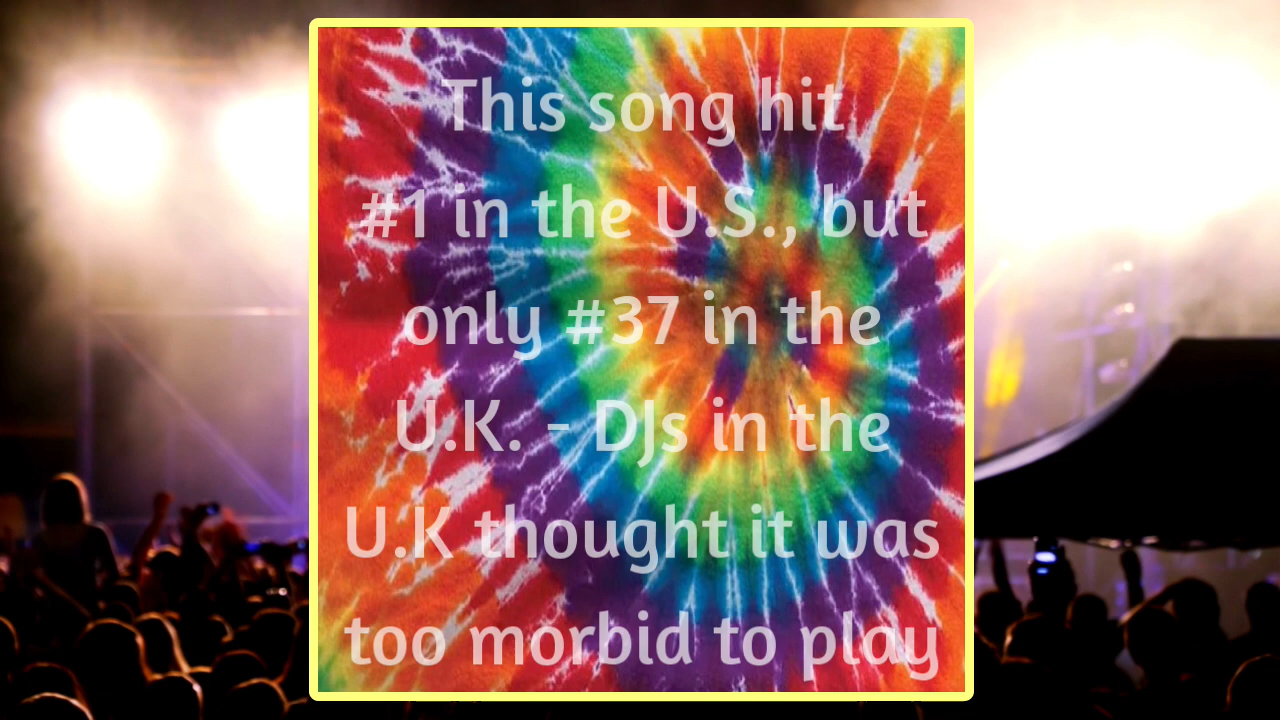 This song hit
#1 in the U.S., but
only #37 in the
U.K. - DJs in the
U.K thought it was
too morbid to play